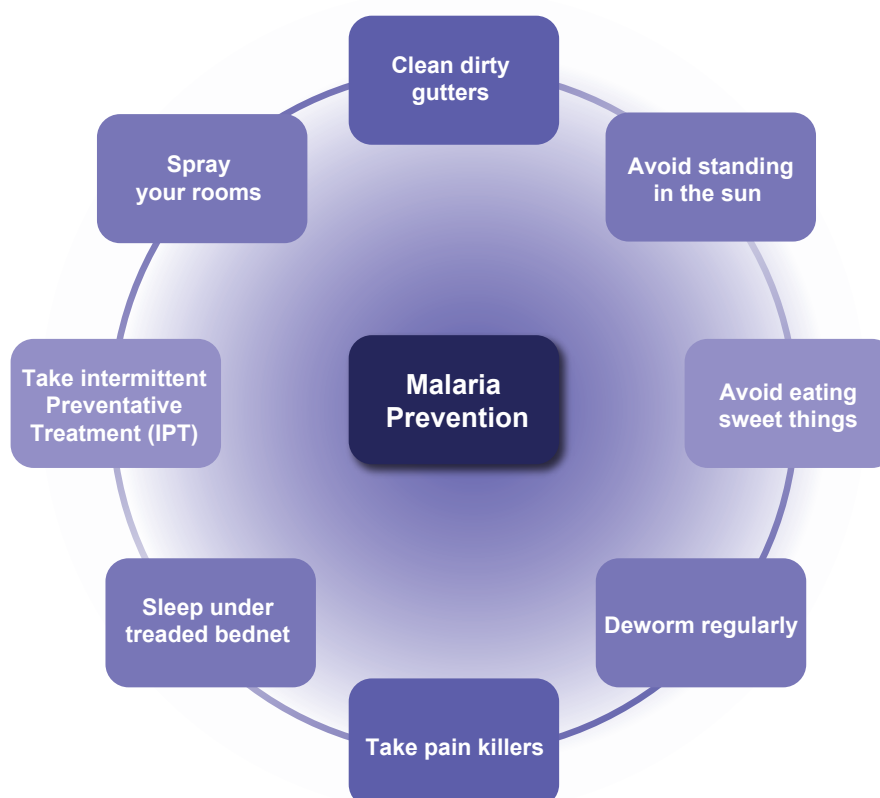 Clean dirty
gutters
Avoid standing
in the sun
Avoid eating
sweet things
Deworm regularly
Take pain killers
Sleep under
treaded bednet
Take intermittent
Preventative
Treatment (IPT)
Spray
your rooms
Malaria
Prevention